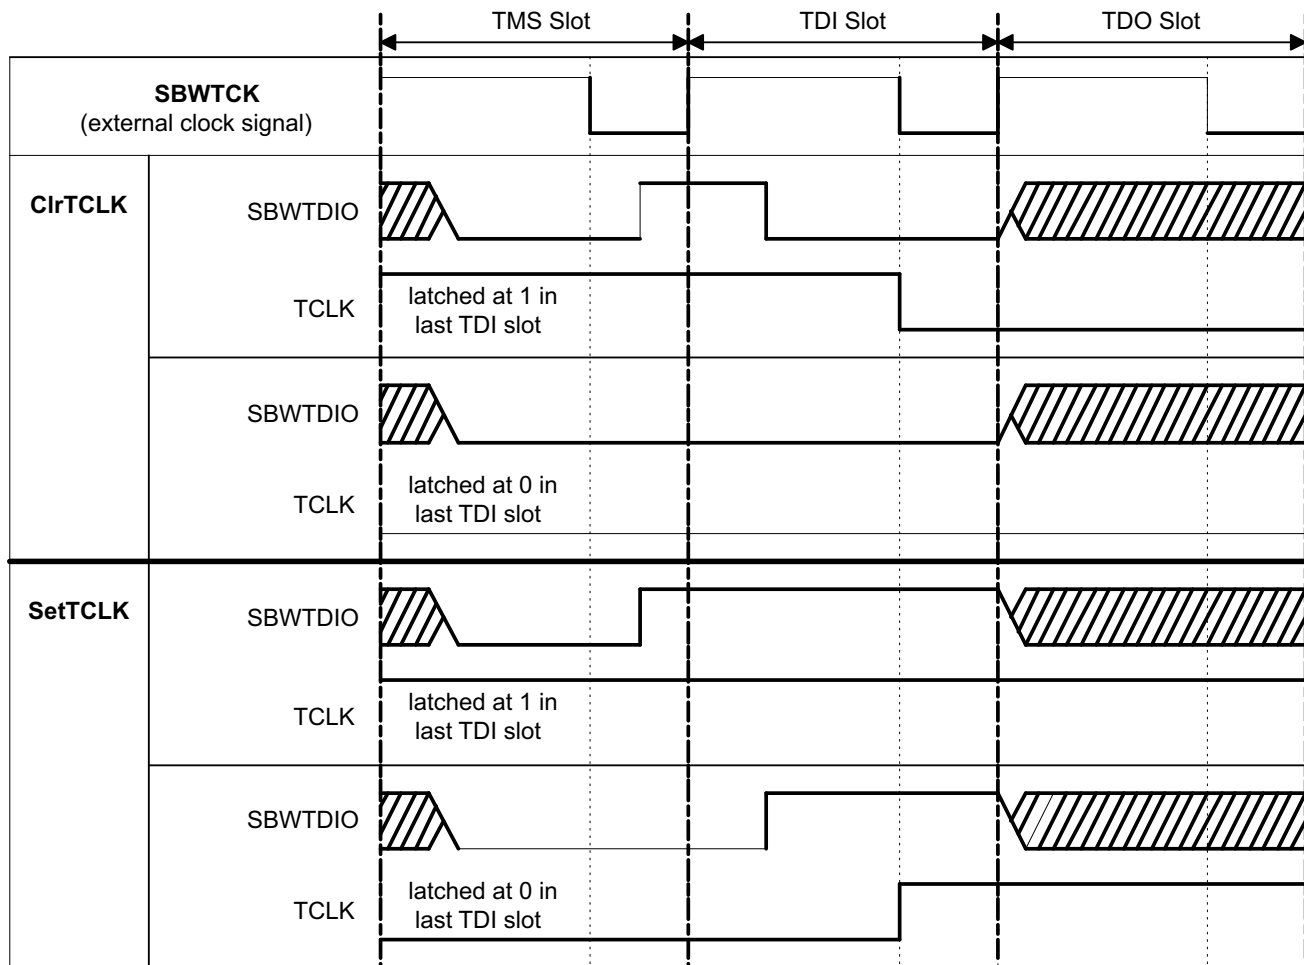 TMS Slot TDI Slot TDO Slot
SBWTCK
(external clock signal)
ClrTCLK
SBWTDIO
TCLK
latched at 1 in
last TDI slot
SBWTDIO
TCLK
latched at 0 in
last TDI slot
SetTCLK
SBWTDIO
TCLK
latched at 1 in
last TDI slot
SBWTDIO
TCLK
latched at 0 in
last TDI slot